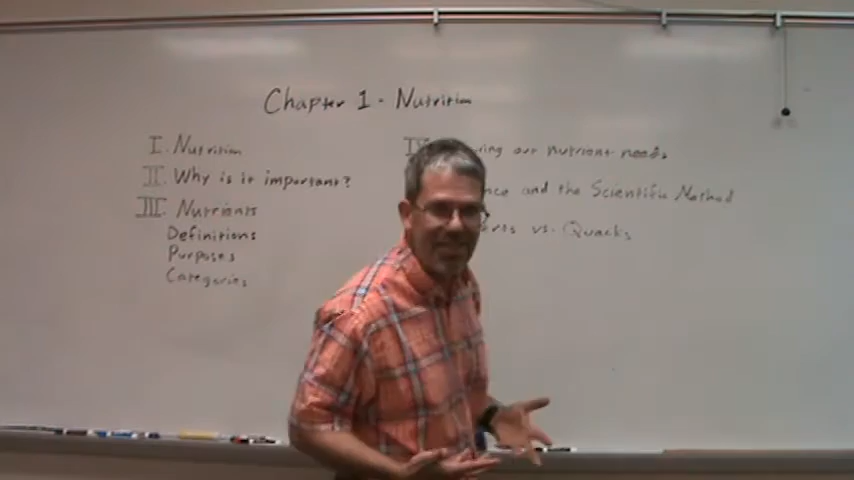 Chapter 1 - Nutrition
I. Nutrition
II. Why is it important?
III. Nutrients
Definitions
Purposes
Categories
our nutrient needs
and the Scientific Method
vs. Quacks